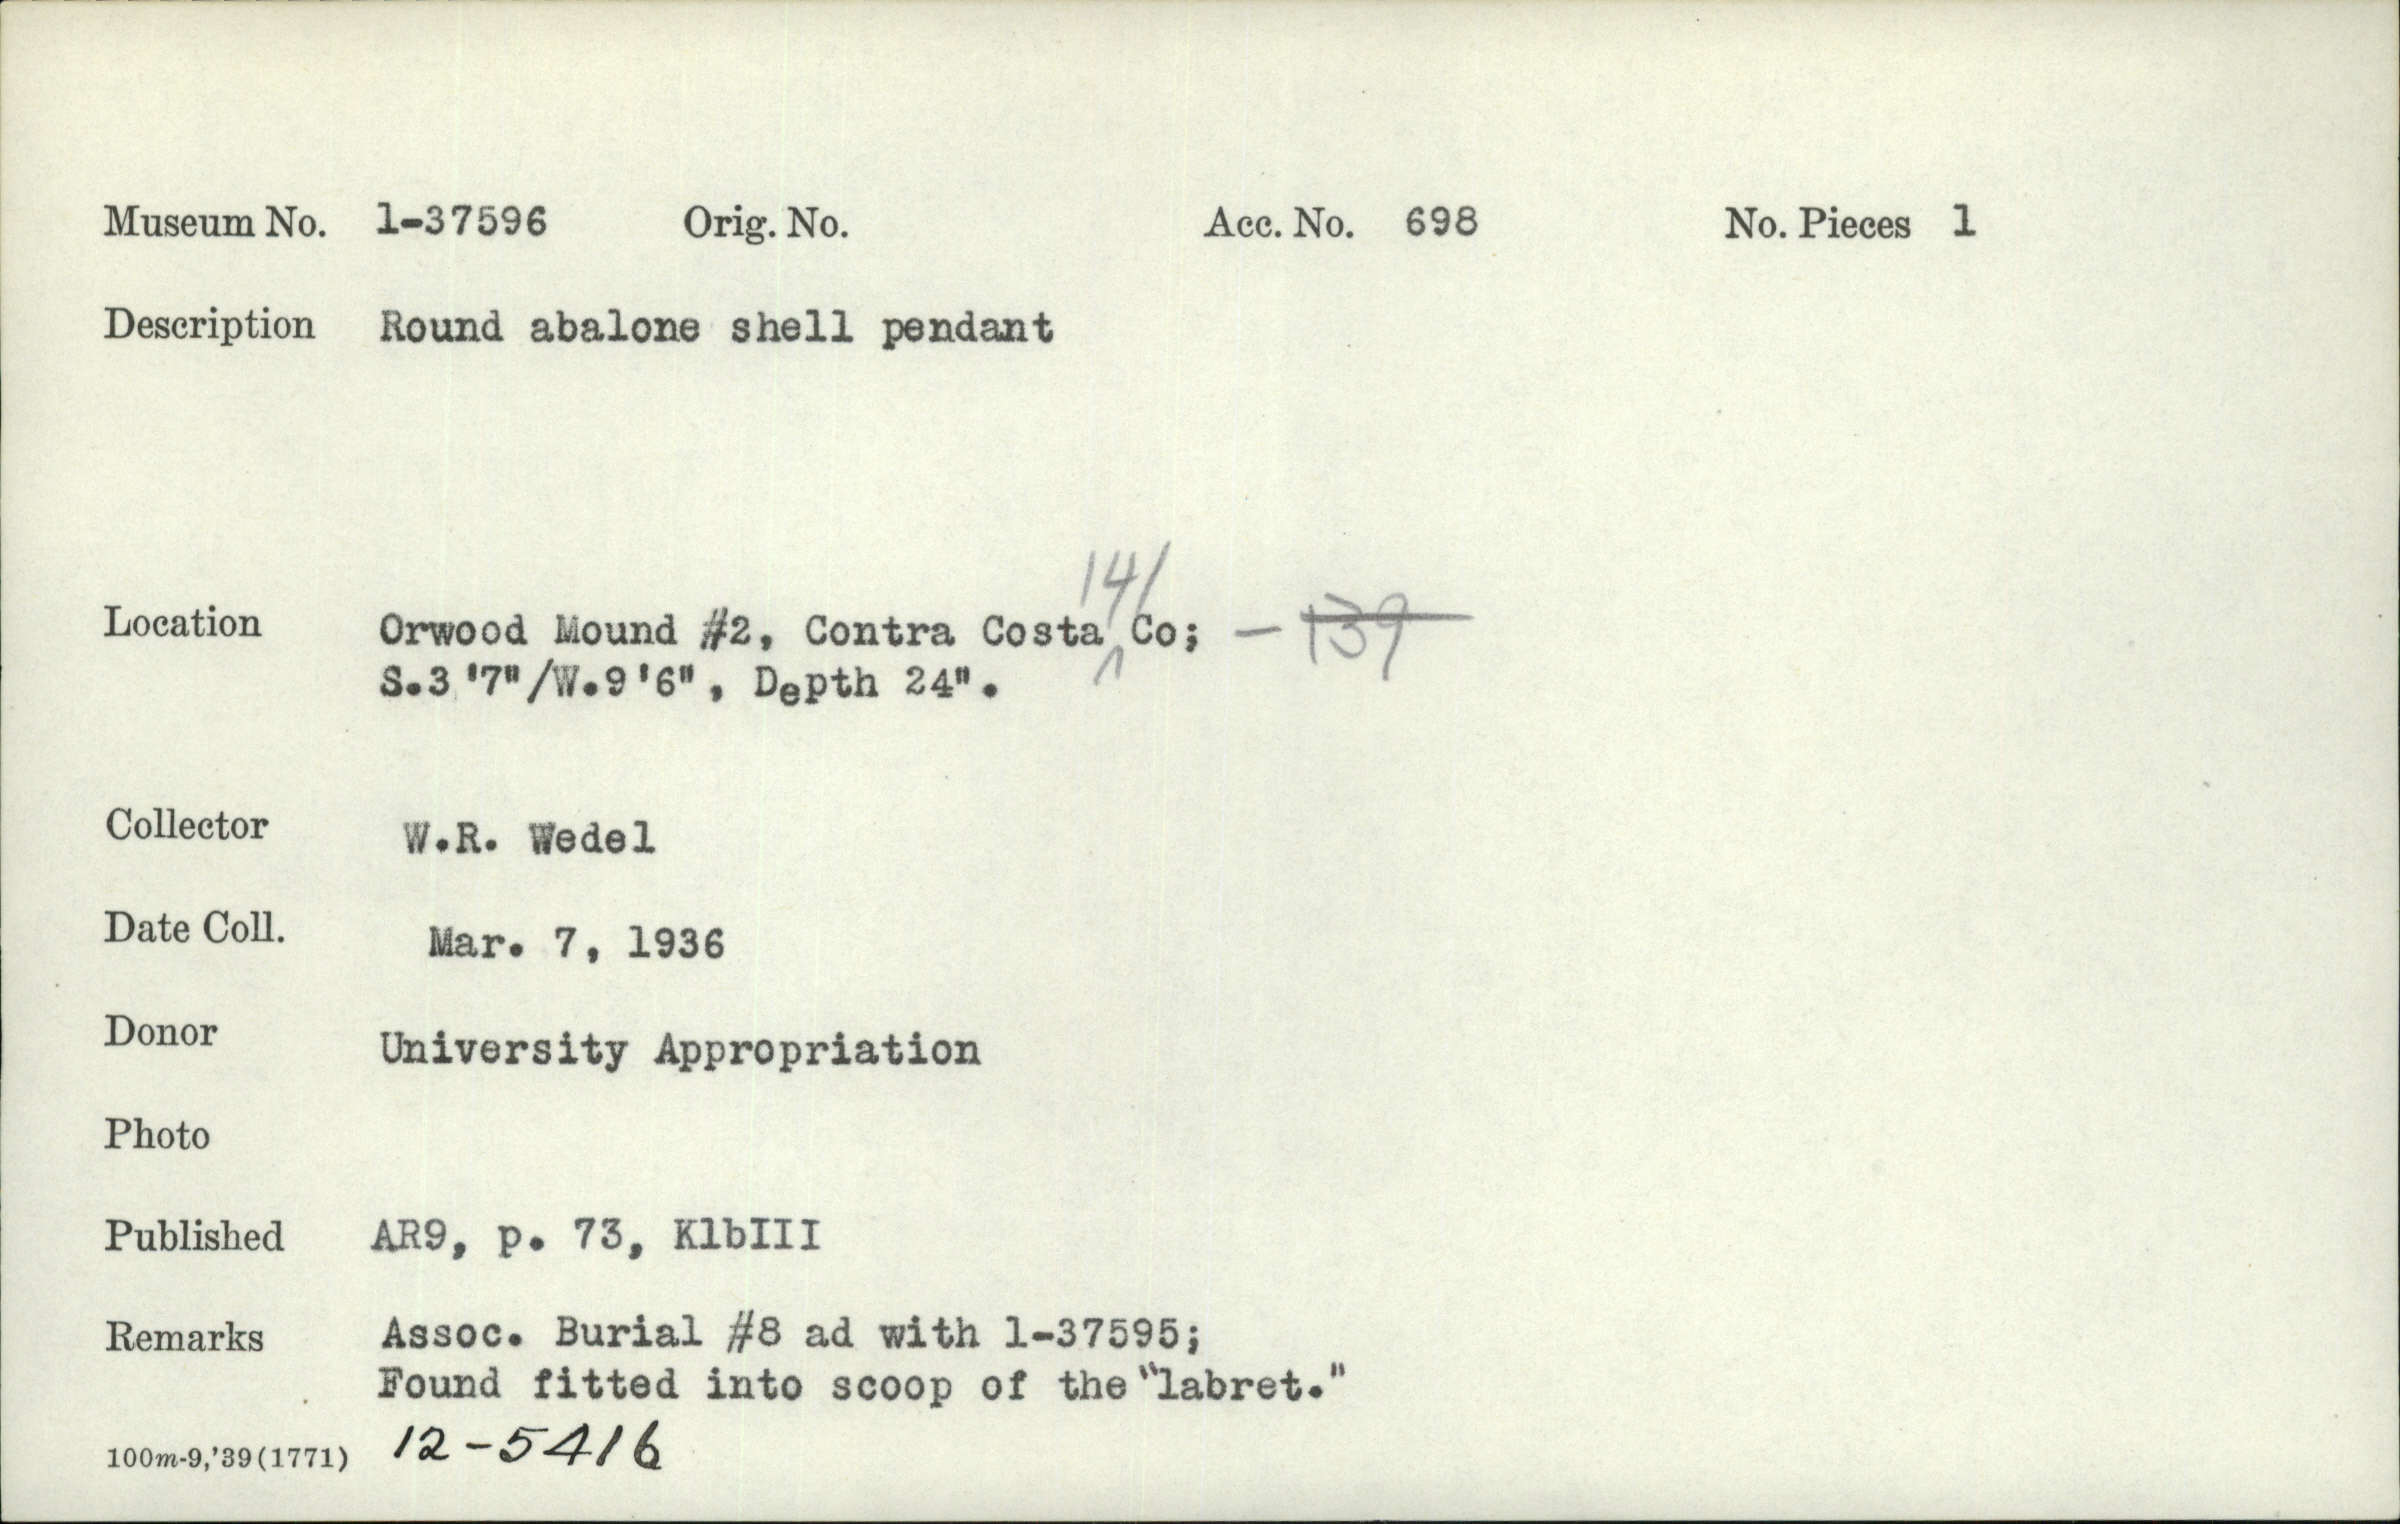 Museum No. 1-37596 Orig. No. Acc. No. 698 No. Pieces 1
Description Round abalone shell pendant
141
Location Orwood Mound #2, Contra Costa ^ Co; — 139
S.3'7"/W.9'6", Depth 24".
Collector W.R. Wedel
Date Coll. Mar. 7, 1936
Donor University Appropriation
Photo
Published AR9, p. 73, KlbIII
Remarks Assoc. Burial #8 ad with 1-37595;
Found fitted into scoop of the "labret."
100m-9,'39(1771) 12-5416